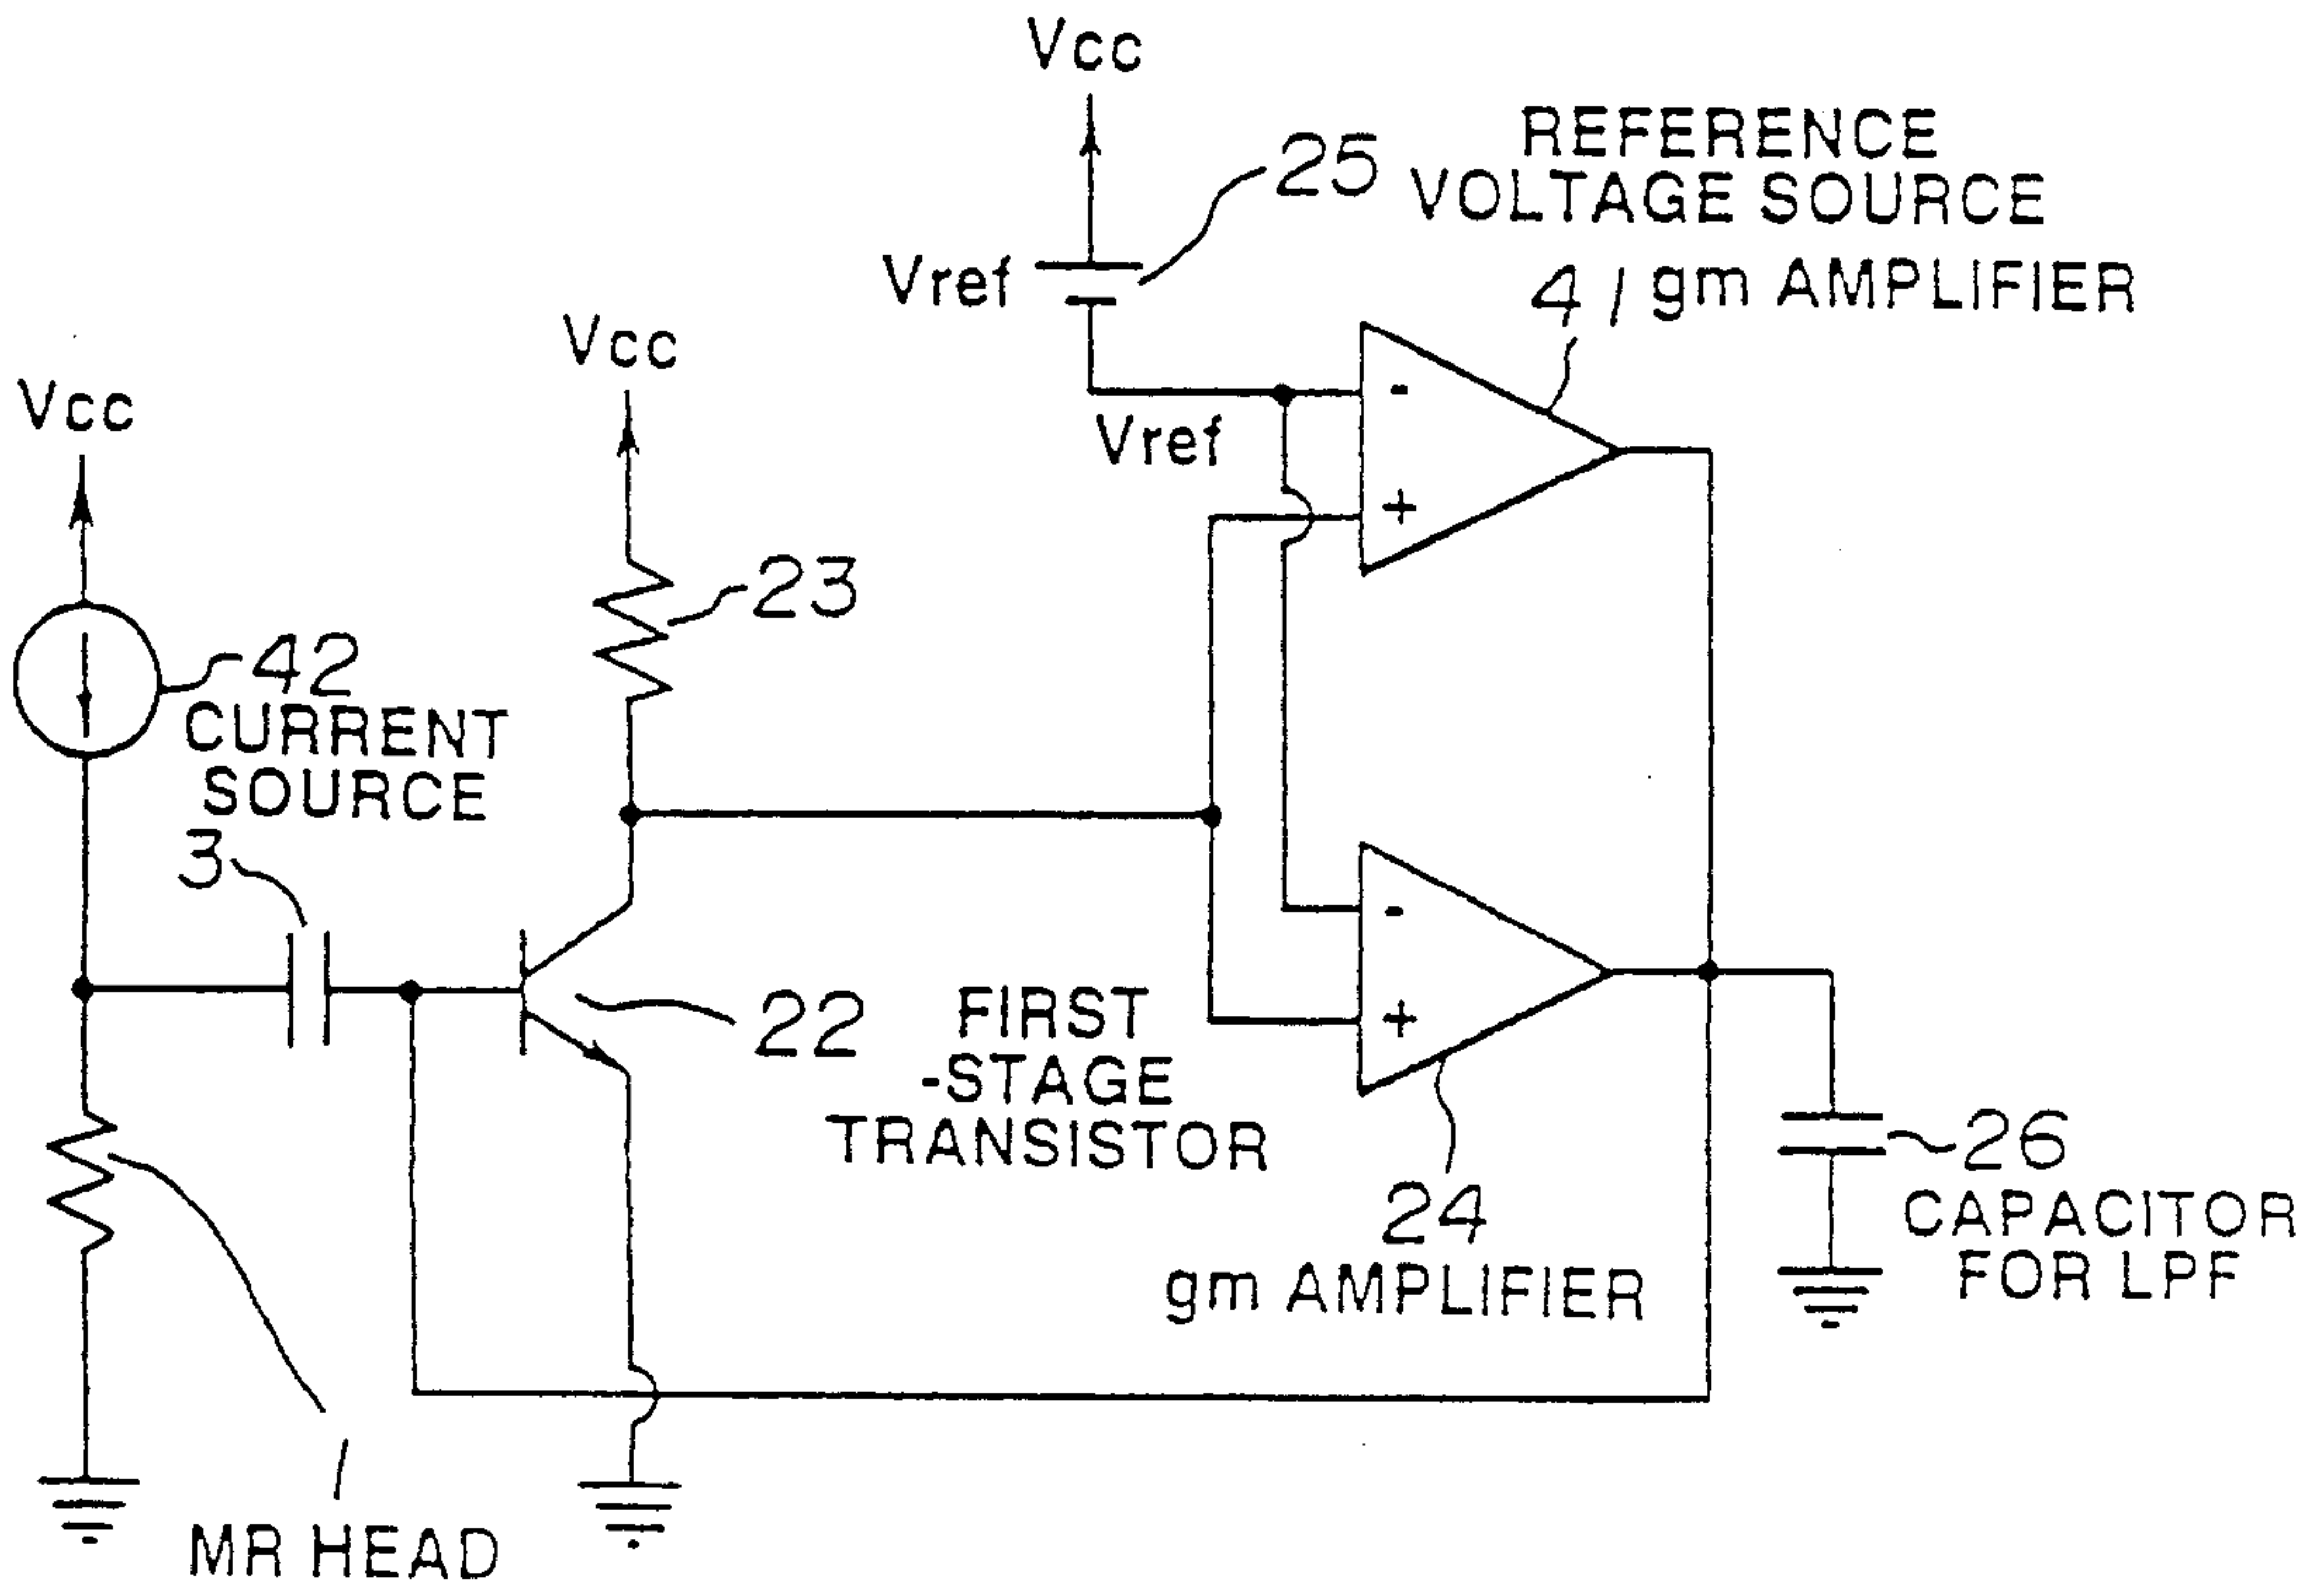 Vcc
25
REFERENCE
VOLTAGE SOURCE
Vref
41 gm AMPLIFIER
Vcc
Vcc
-
Vref
+
23
42
CURRENT
SOURCE
3
-
22
FIRST
-STAGE
TRANSISTOR
+
26
CAPACITOR
FOR LPF
24
gm AMPLIFIER
1
MR HEAD